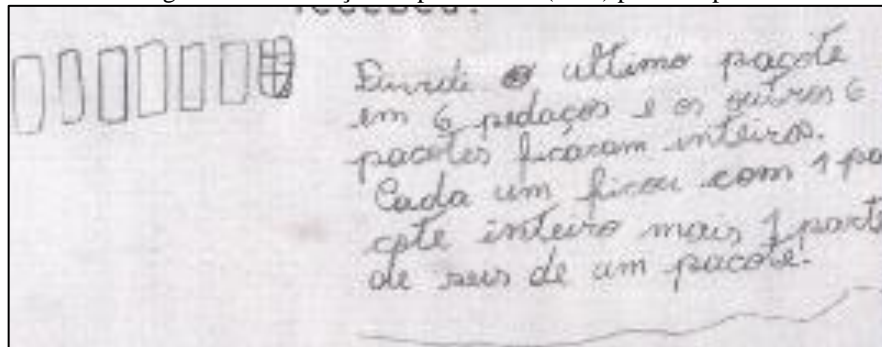 Dividi o ultimo pacote
em 6 pedaços e os outros 6
pacotes ficaram inteiros.
Cada um ficou com 1 pa
cote inteiro mais 1 parte
de seis de um pacote.